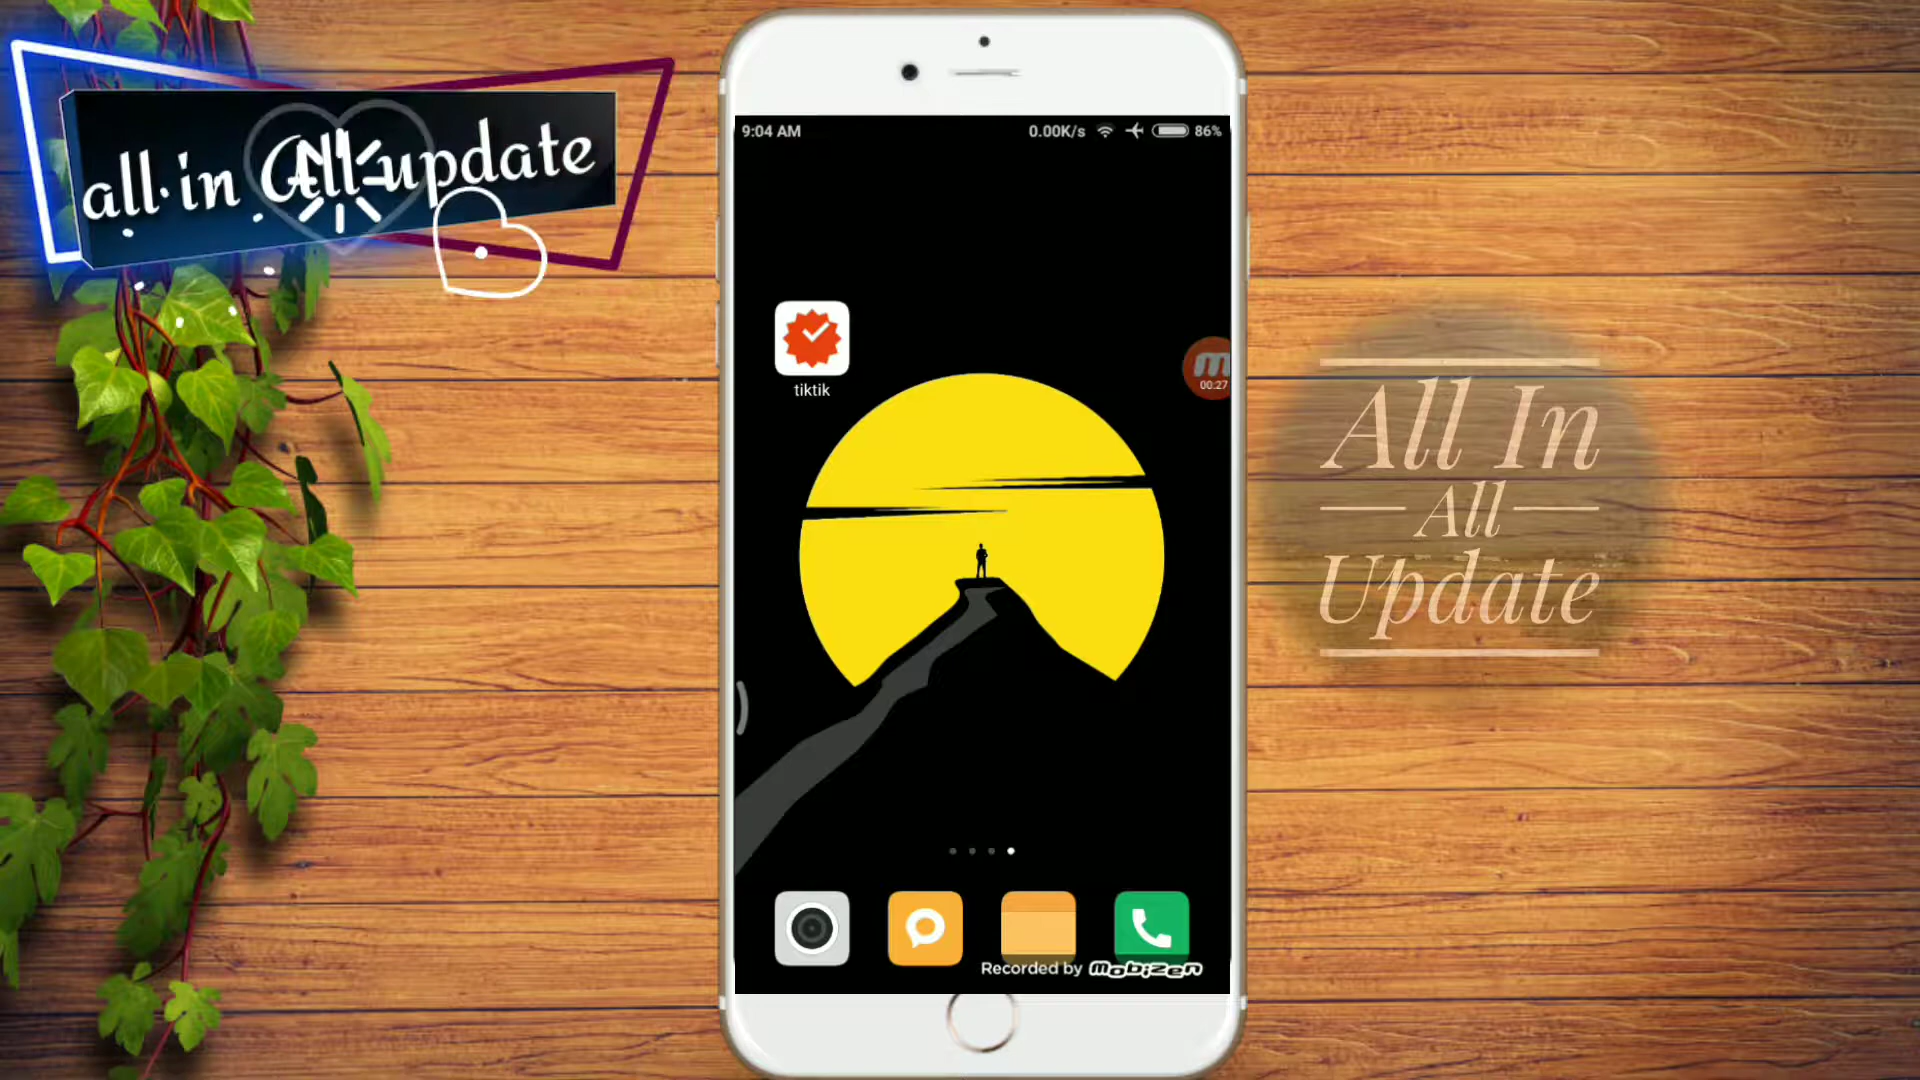 all in All update
9:04 AM
0.00K/s
86%
tiktik
00:27
All In
All
Update
Recorded by mobizen